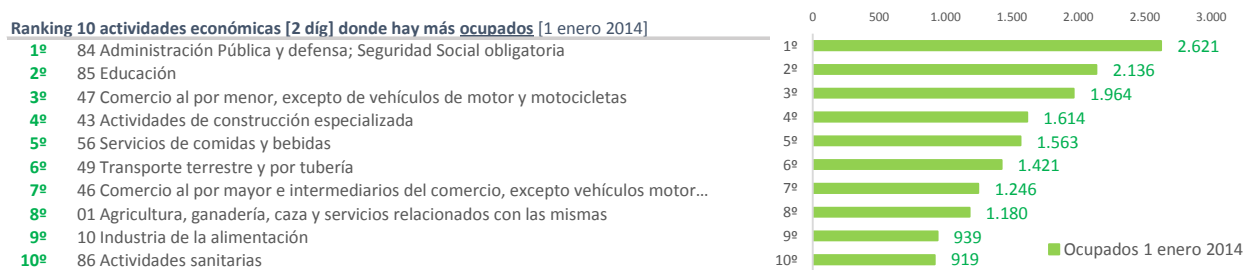 Ranking 10 actividades económicas [2 díg] donde hay más ocupados [1 enero 2014]
1º 84 Administración Pública y defensa; Seguridad Social obligatoria
2º 85 Educación
3º 47 Comercio al por menor, excepto de vehículos de motor y motocicletas
4º 43 Actividades de construcción especializada
5º 56 Servicios de comidas y bebidas
6º 49 Transporte terrestre y por tubería
7º 46 Comercio al por mayor e intermediarios del comercio, excepto vehículos motor...
8º 01 Agricultura, ganadería, caza y servicios relacionados con las mismas
9º 10 Industria de la alimentación
10º 86 Actividades sanitarias
0 500 1.000 1.500 2.000 2.500 3.000
1º 2.621
2º 2.136
3º 1.964
4º 1.614
5º 1.563
6º 1.421
7º 1.246
8º 1.180
9º 939
10º 919
Ocupados 1 enero 2014